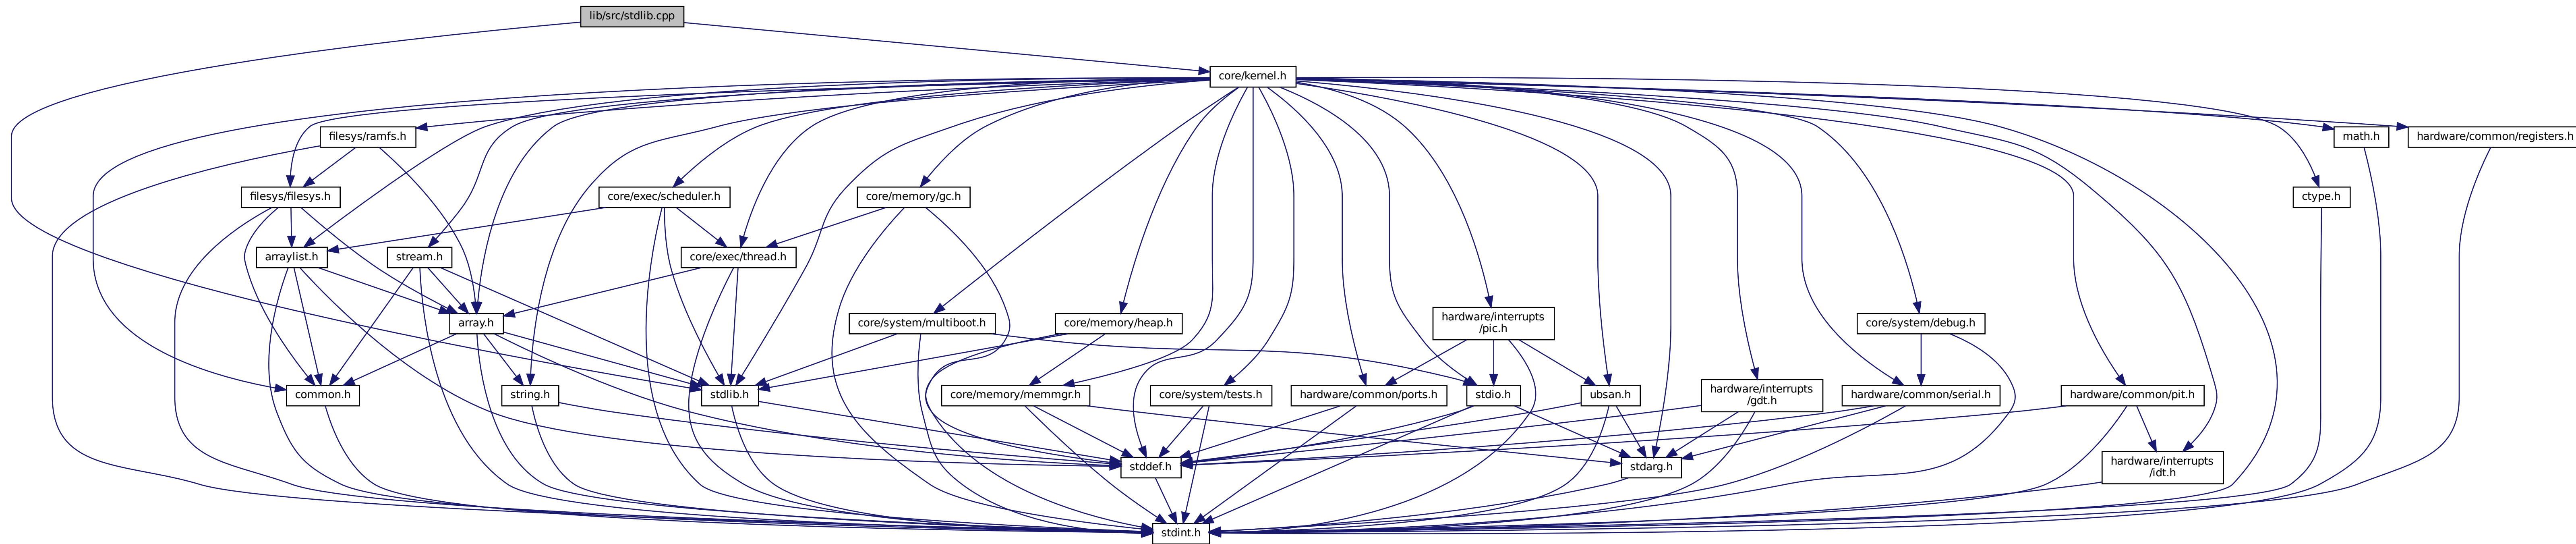 lib/src/stdlib.cpp
core/kernel.h
filesys/ramfs.h
math.h
hardware/common/registers.h
filesys/filesys.h
core/exec/scheduler.h
core/memory/gc.h
ctype.h
arraylist.h
stream.h
core/exec/thread.h
array.h
core/system/multiboot.h
core/memory/heap.h
hardware/interrupts
/pic.h
core/system/debug.h
common.h
string.h
stdlib.h
core/memory/memmgr.h
core/system/tests.h
hardware/common/ports.h
stdio.h
ubsan.h
hardware/interrupts
/gdt.h
hardware/common/serial.h
hardware/common/pit.h
stddef.h
stdarg.h
hardware/interrupts
/idt.h
stdint.h